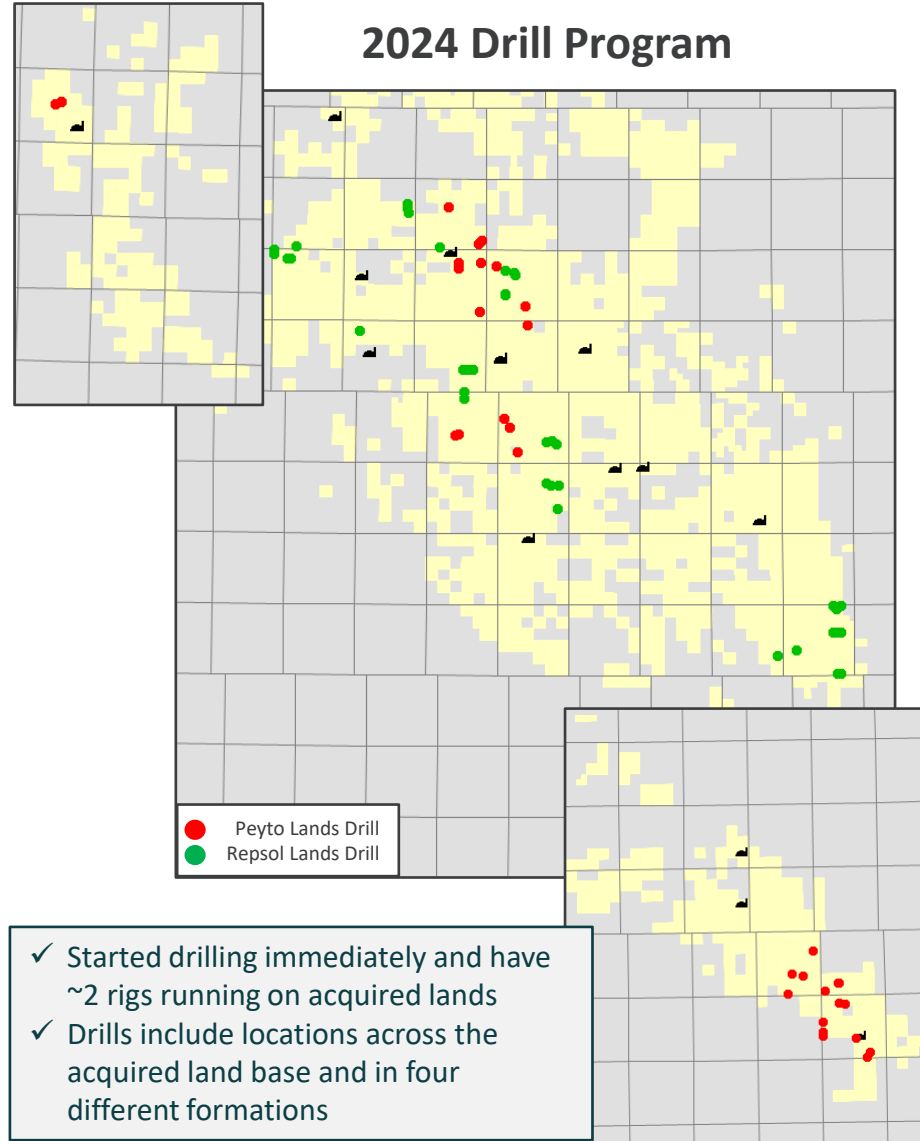 2024 Drill Program
Peyto Lands Drill
Repsol Lands Drill
✓ Started drilling immediately and have
~2 rigs running on acquired lands
✓ Drills include locations across the
acquired land base and in four
different formations